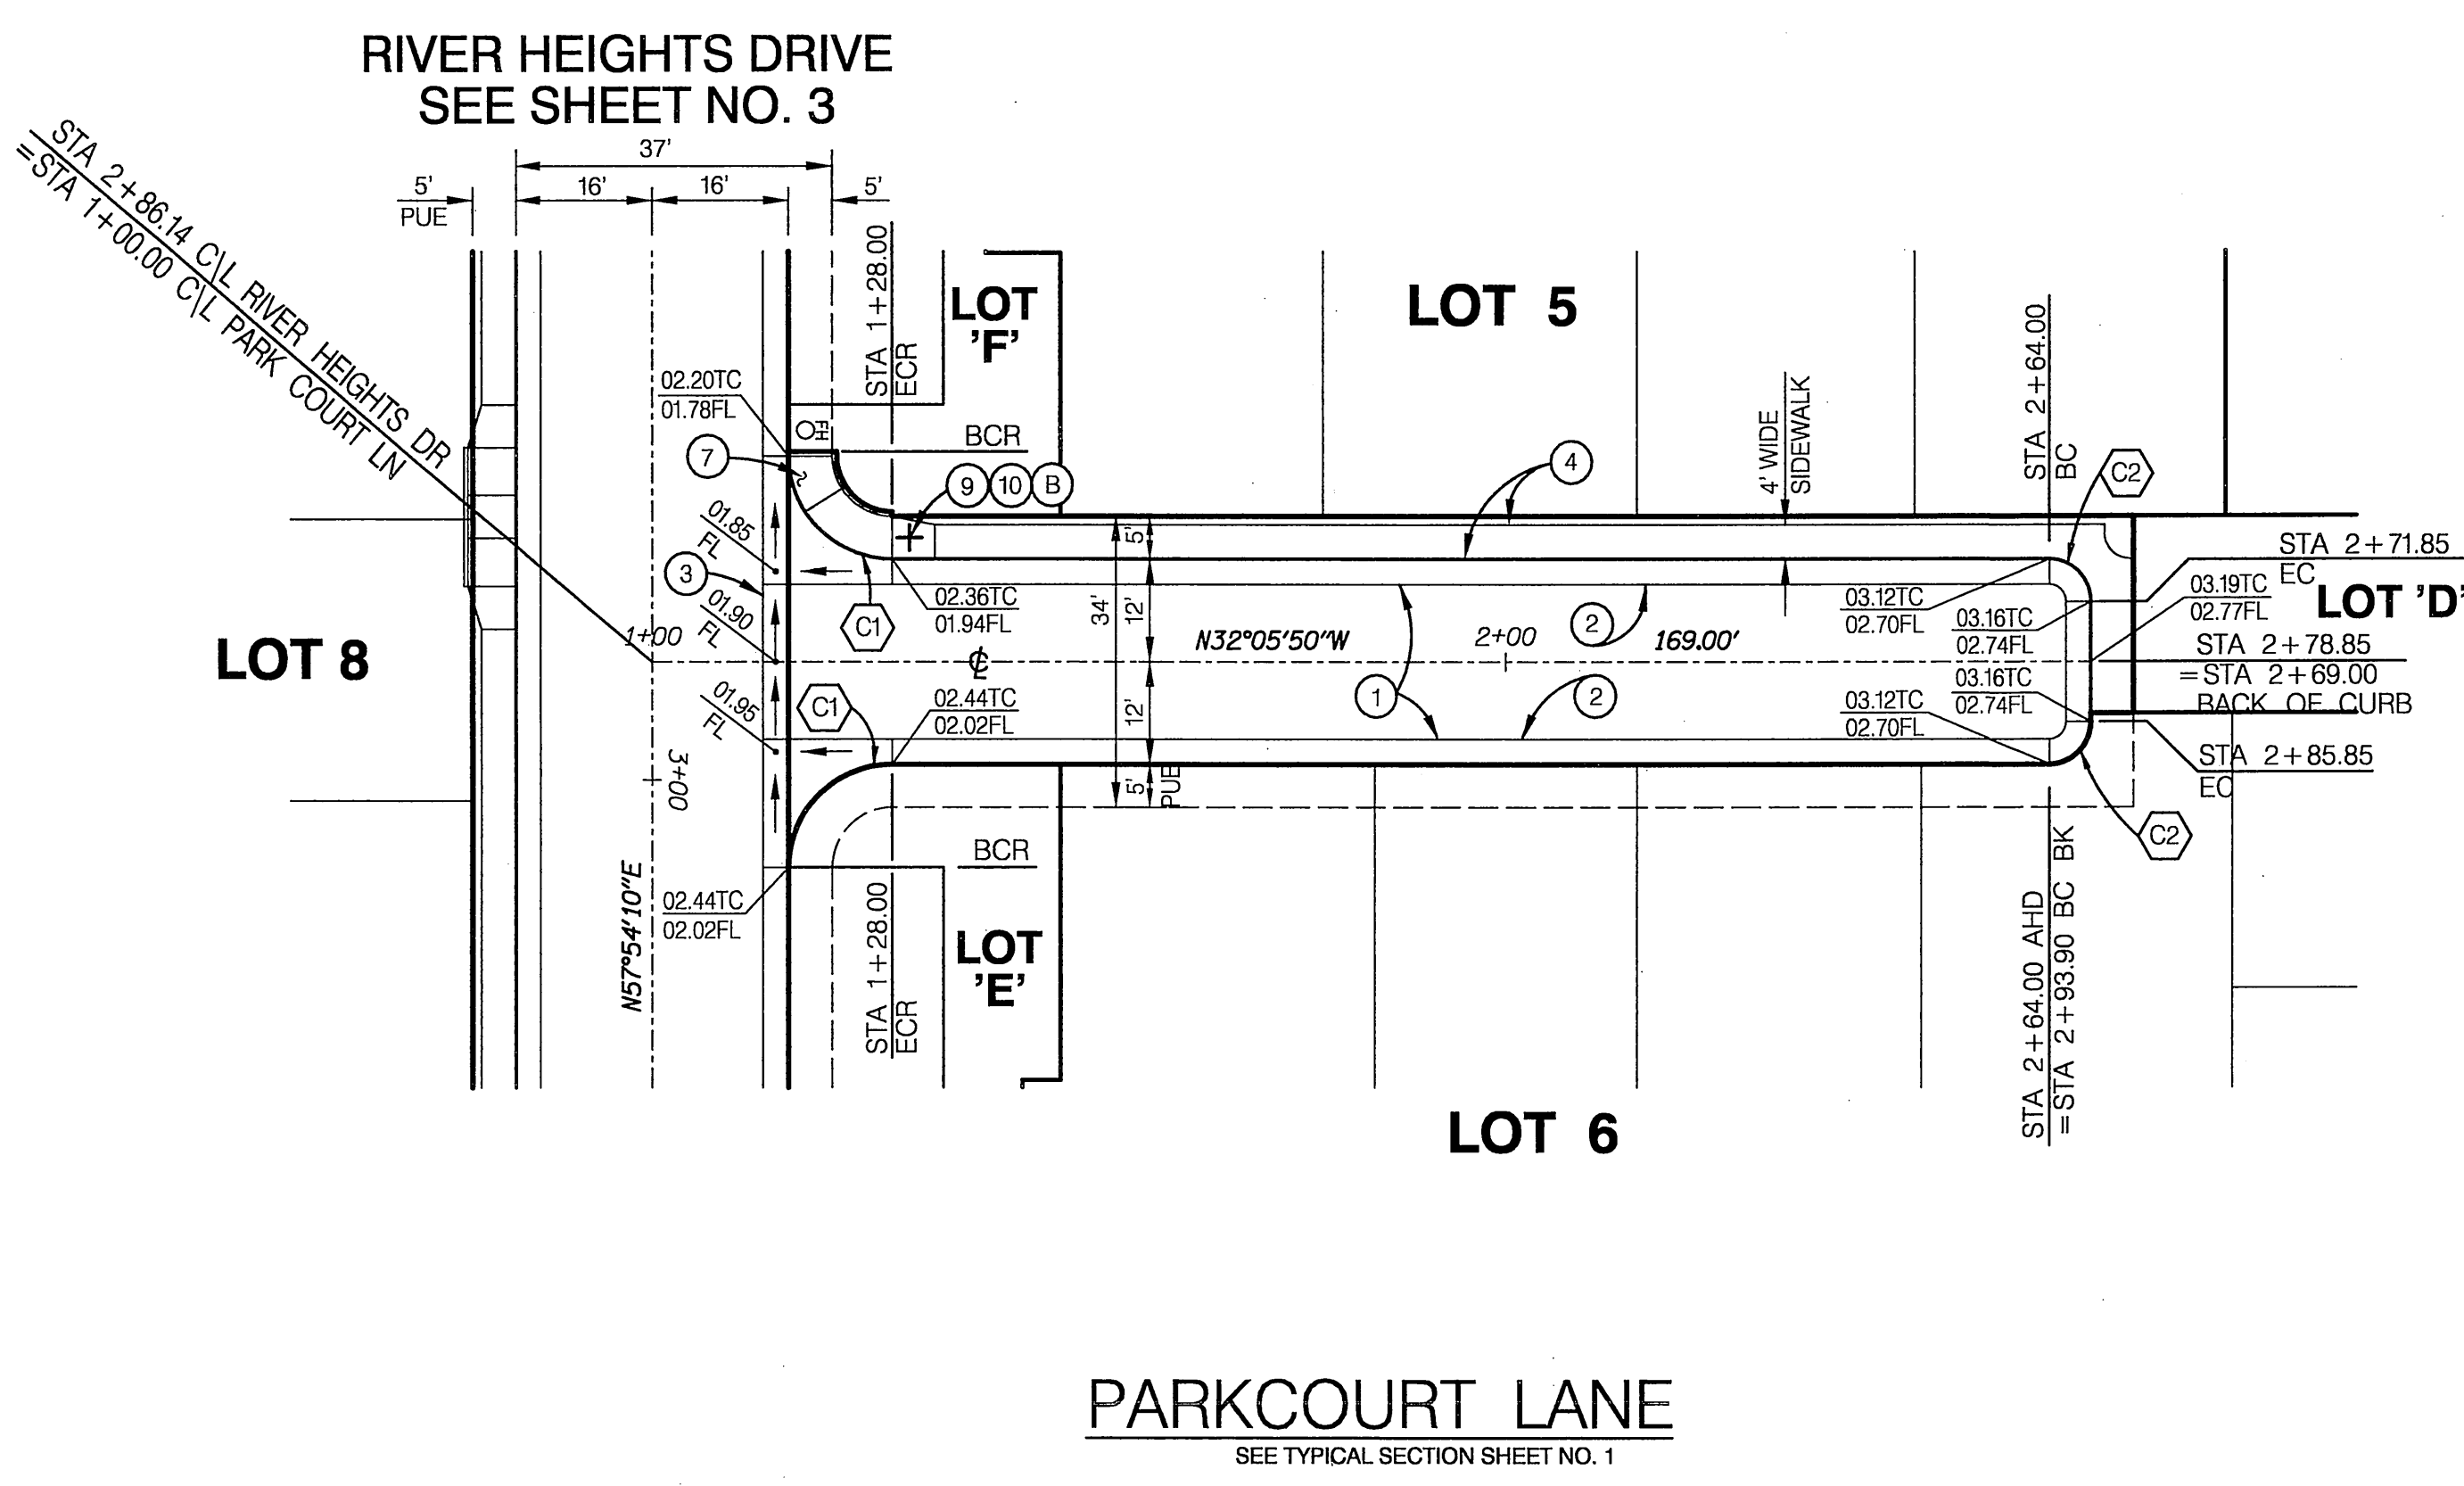 RIVER HEIGHTS DRIVE
SEE SHEET NO. 3
37'
5'
PUE
16'
16'
5'
STA 2+86.14 C\L RIVER HEIGHTS DR
=STA 1+00.00 C\L PARK COURT LN
STA 1+28.00
ECR
LOT
'F'
LOT 5
STA 2+64.00
BC
02.20TC
01.78FL
FH
BCR
4' WIDE
SIDEWALK
7
9
10
B
4
C2
01.85
FL
5'
STA 2+71.85
EC
3
01.90
FL
C1
02.36TC
01.94FL
34'
12'
2
03.12TC
02.70FL
03.16TC
02.74FL
03.19TC
02.77FL
LOT 'D'
LOT 8
1+00
℄
N32°05'50"W
2+00
169.00'
STA 2+78.85
=STA 2+69.00
BACK OF CURB
01.95
FL
C1
02.44TC
02.02FL
12'
1
2
03.12TC
02.70FL
03.16TC
02.74FL
3+00
5'
PUE
STA 2+85.85
EC
C2
BCR
N57°54'10"E
02.44TC
02.02FL
STA 1+28.00
ECR
LOT
'E'
STA 2+64.00 AHD
=STA 2+93.90 BC BK
LOT 6
PARKCOURT LANE
SEE TYPICAL SECTION SHEET NO. 1